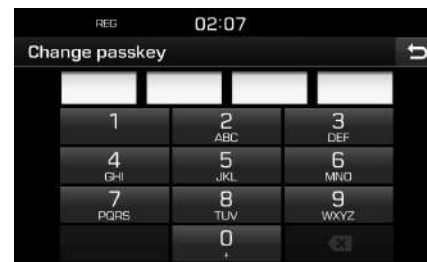 REG 02:07
Change passkey
1 2 3
ABC DEF
4 5 6
GHI JKL MNO
7 8 9
PQRS TUV WXYZ
0
+